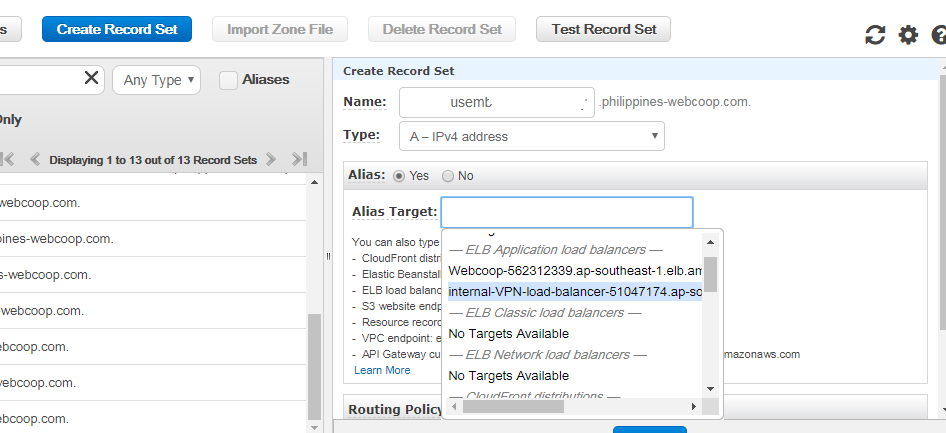 s Create Record Set Import Zone File Delete Record Set Test Record Set
Any Type Aliases
Only
Displaying 1 to 13 out of 13 Record Sets
webcoop.com.
pines-webcoop.com.
s-webcoop.com.
-webcoop.com.
ebcoop.com.
vebcoop.com.
ebcoop.com.
Create Record Set
Name: usemt .philippines-webcoop.com.
Type: A – IPv4 address
Alias: Yes No
Alias Target:
You can also type
- CloudFront distri
- Elastic Beanstall
- ELB load balanc
- S3 website endp
- Resource record
- VPC endpoint: e
- API Gateway cu
mazonaws.com
Learn More
— ELB Application load balancers —
Webcoop-562312339.ap-southeast-1.elb.am
internal-VPN-load-balancer-51047174.ap-so
— ELB Classic load balancers —
No Targets Available
— ELB Network load balancers —
No Targets Available
— CloudFront distributions —
Routing Policy